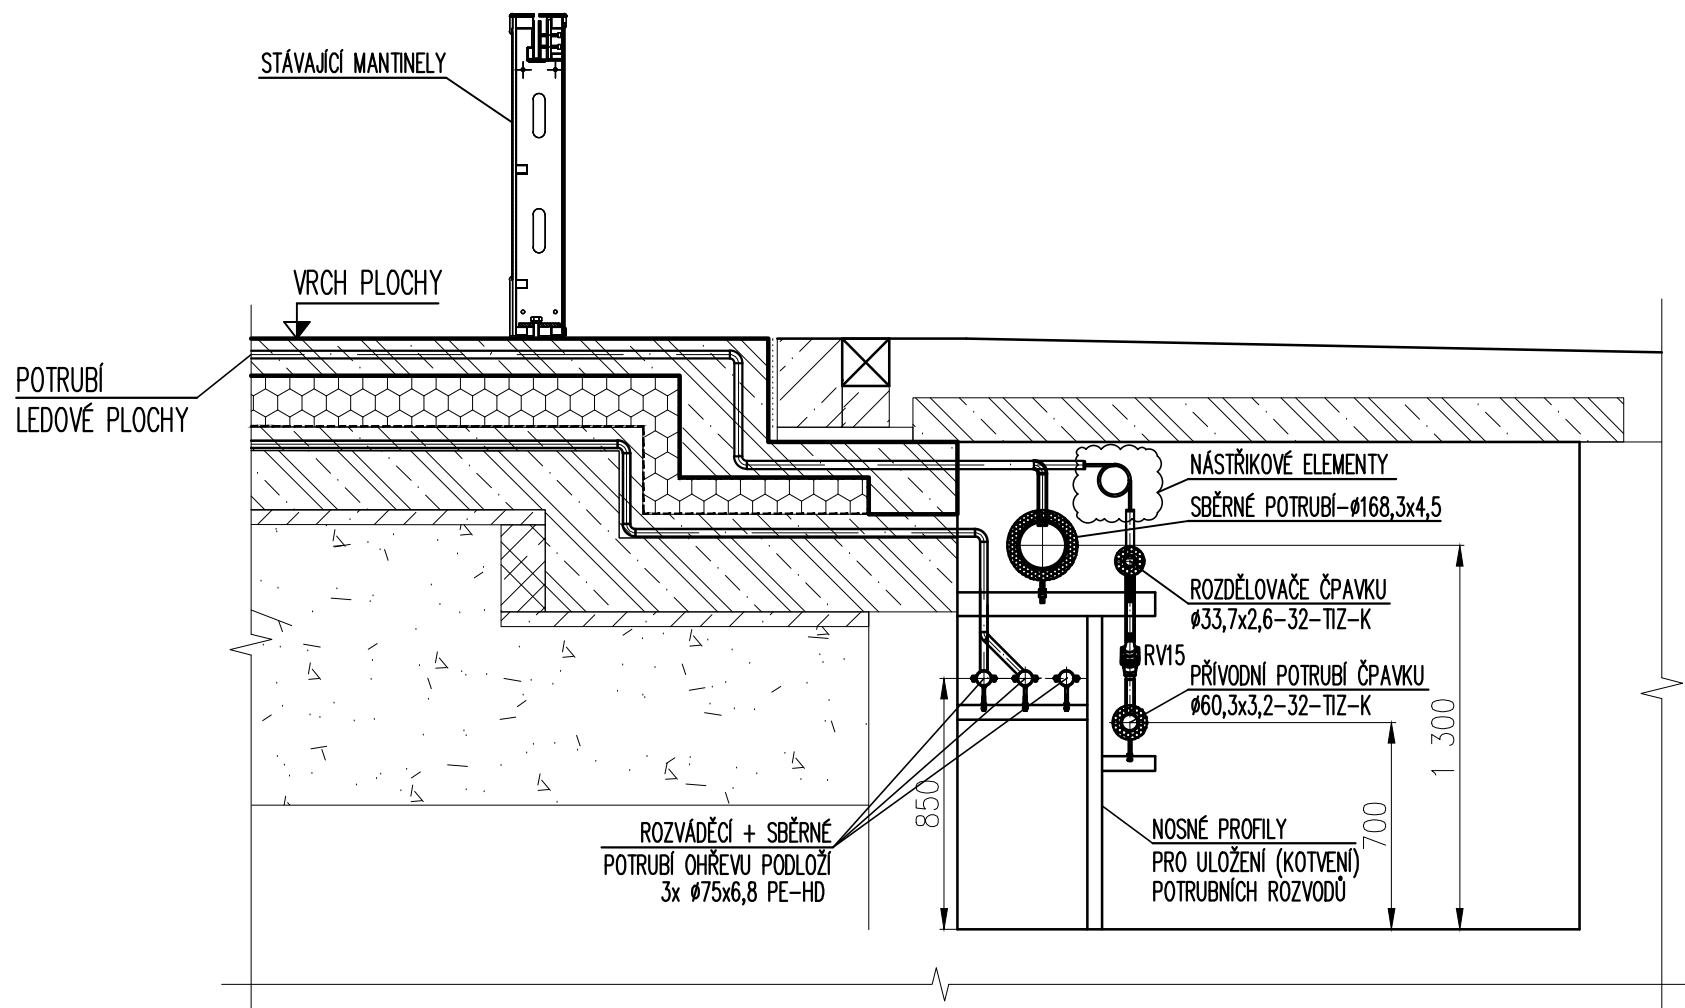 STÁVAJÍCÍ MANTINELY
VRCH PLOCHY
POTRUBÍ
LEDOVÉ PLOCHY
NÁSTŘIKOVÉ ELEMENTY
SBĚRNÉ POTRUBÍ-ø168,3x4,5
ROZDĚLOVAČE ČPAVKU
ø33,7x2,6-32-TIZ-K
RV15
PŘÍVODNÍ POTRUBÍ ČPAVKU
ø60,3x3,2-32-TIZ-K
1 300
850
700
ROZVÁDĚCÍ + SBĚRNÉ
POTRUBÍ OHŘEVU PODLOŽÍ
3x ø75x6,8 PE-HD
NOSNÉ PROFILY
PRO ULOŽENÍ (KOTVENÍ)
POTRUBNÍCH ROZVODŮ